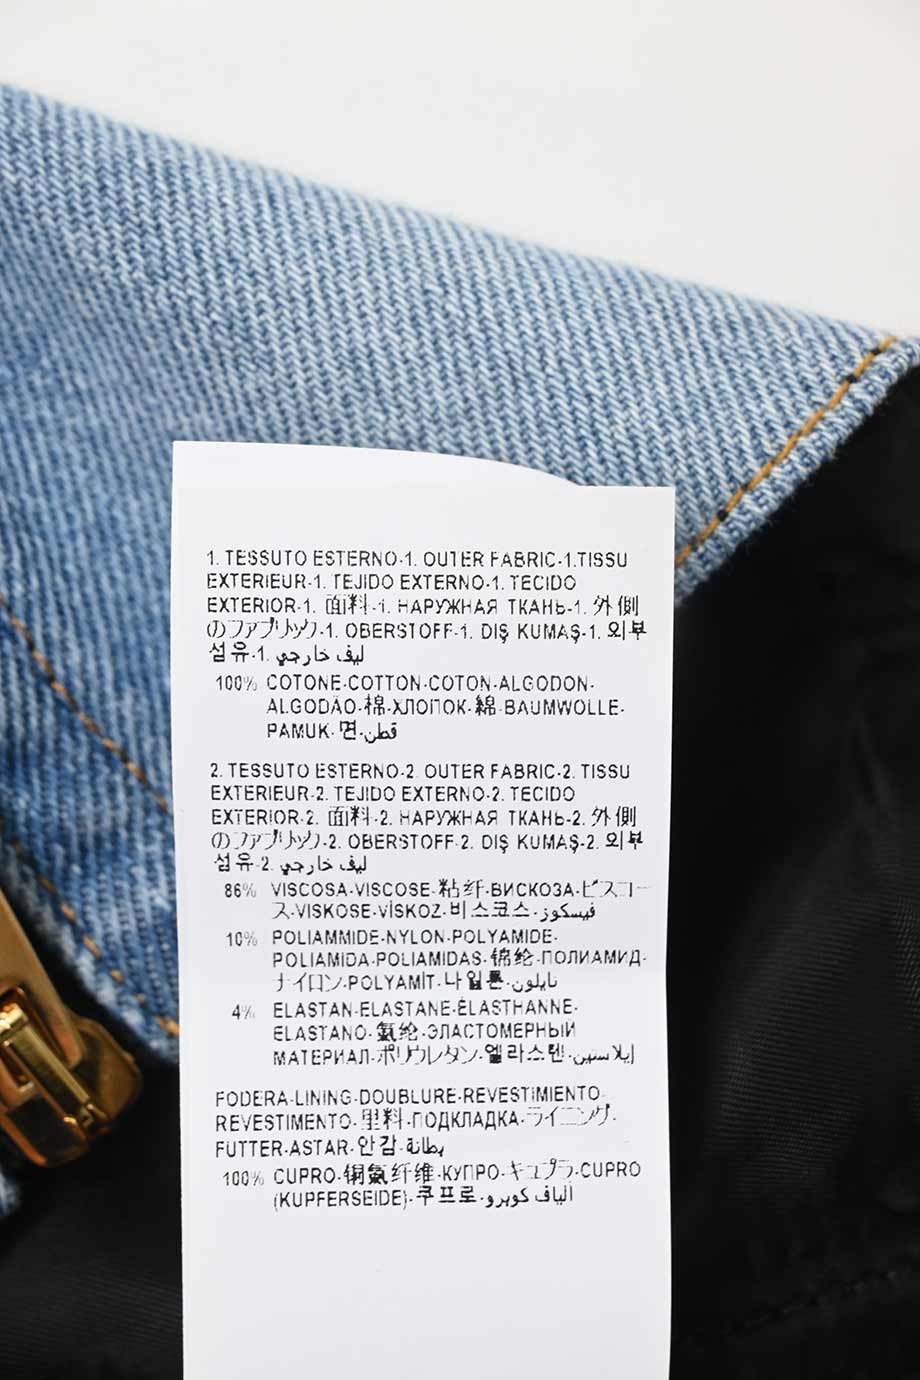 1. TESSUTO ESTERNO-1. OUTER FABRIC-1.TISSU
EXTERIEUR-1. TEJIDO EXTERNO-1. TECIDO
EXTERIOR-1. 面料-1. НАРУЖНАЯ ТКАНЬ-1. 外側
のファブリック-1. OBERSTOFF-1. DIŞ KUMAŞ-1. 외부
섬유-1. ليف خارجي
100% COTONE-COTTON-COTON-ALGODON-
ALGODÃO-棉-ХЛОПОК-綿-BAUMWOLLE-
PAMUK-면-قطن
2. TESSUTO ESTERNO-2. OUTER FABRIC-2. TISSU
EXTERIEUR-2. TEJIDO EXTERNO-2. TECIDO
EXTERIOR-2. 面料-2. НАРУЖНАЯ ТКАНЬ-2. 外側
のファブリック-2. OBERSTOFF-2. DIŞ KUMAŞ-2. 외부
섬유-2. ليف خارجي
86% VISCOSA-VISCOSE-粘纤-ВИСКОЗА-ビスコー
ス-VISKOSE-VİSKOZ-비스코스-فيسكوز
10% POLIAMMIDE-NYLON-POLYAMIDE-
POLIAMIDA-POLIAMIDAS-锦纶-ПОЛИАМИД-
ナイロン-POLYAMİT-나일론-نايلون
4% ELASTAN-ELASTANE-ÉLASTHANNE-
ELASTANO-氨纶-ЭЛАСТОМЕРНЫЙ
МАТЕРИАЛ-ポリウレタン-엘라스텐-إيلاستين
FODERA-LINING-DOUBLURE-REVESTIMIENTO-
REVESTIMENTO-里料-ПОДКЛАДКА-ライニング-
FUTTER-ASTAR-안감-بطانة
100% CUPRO-铜氨纤维-КУПРО-キュプラ-CUPRO
(KUPFERSEIDE)-쿠프로-الياف كوبرو